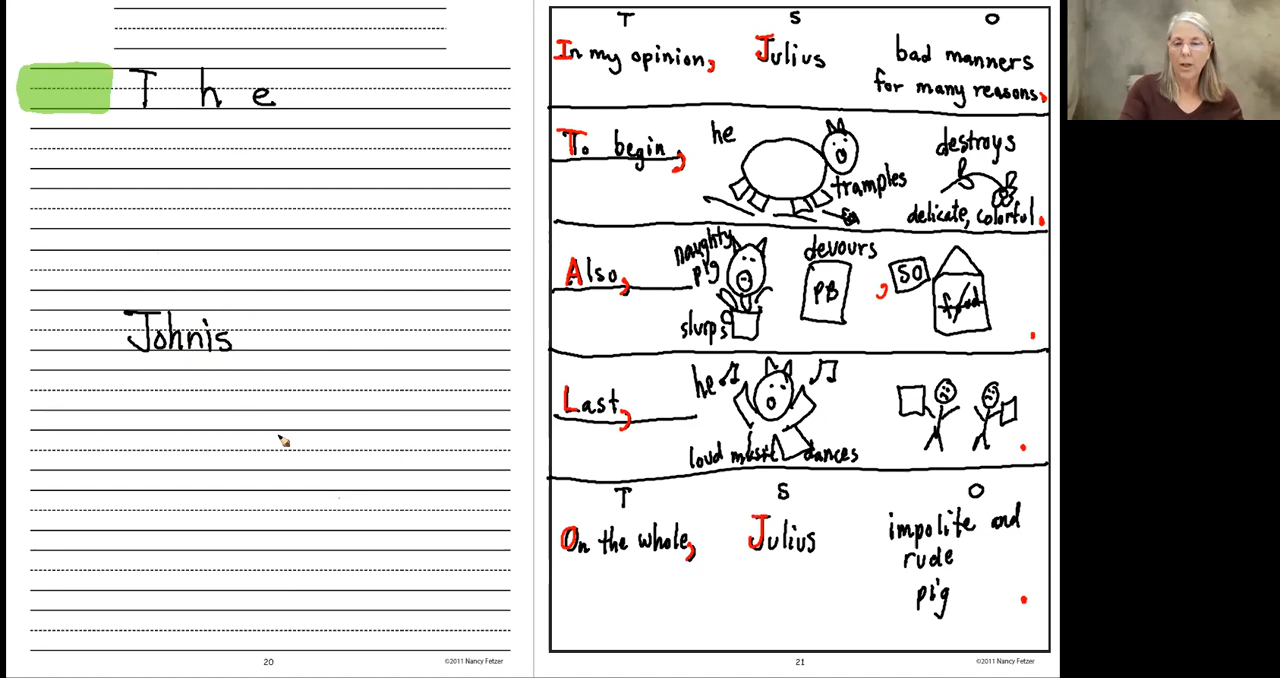 T h e
Johnis
20
©2011 Nancy Fetzer
T S O
In my opinion, Julius bad manners
for many reasons.
To begin, he tramples destroys
delicate, colorful.
Also, naughty pig slurps devours PB , so food .
Last, he loud music dances .
T S O
On the whole, Julius impolite and
rude
pig .
21
©2011 Nancy Fetzer